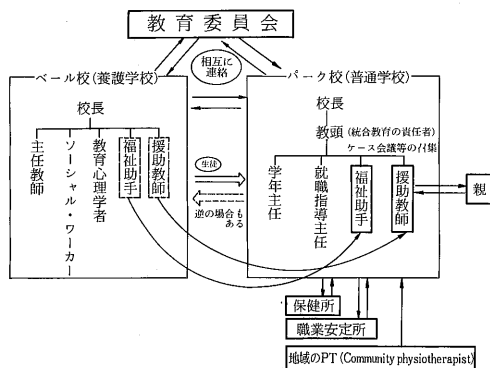 教育委員会
相互に
連絡
ベール校(養護学校)
校長
主任教師
ソーシャル・ワーカー
教育心理学者
福祉助手
援助教師
生徒
逆の場合も
ある
パーク校(普通学校)
校長
教頭(統合教育の責任者)
ケース会議等の召集
学年主任
就職指導主任
福祉助手
援助教師
親
保健所
職業安定所
地域のPT(Community physiotherapist)